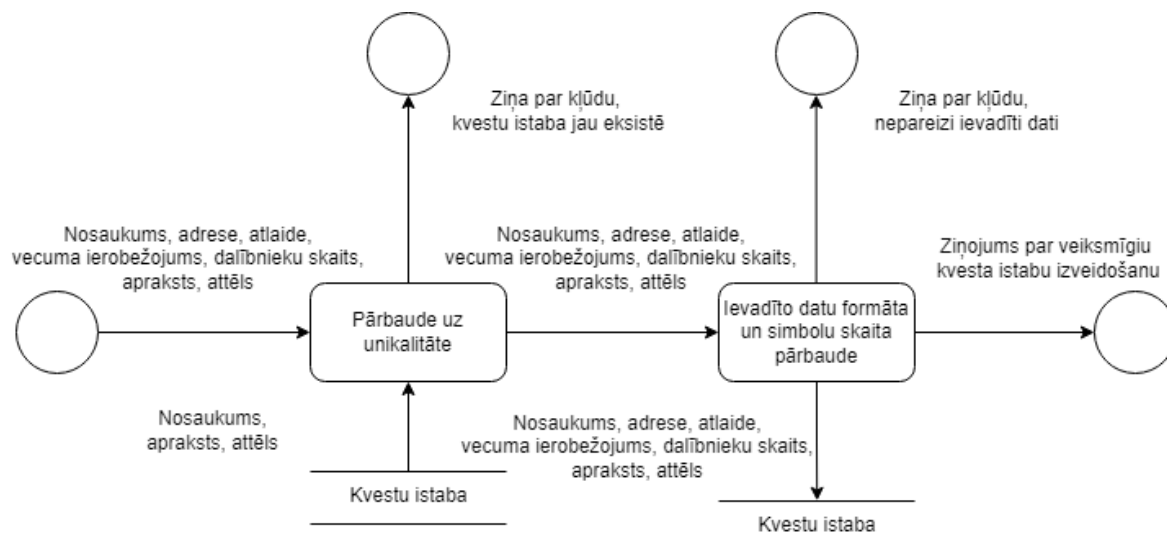 Ziņa par kļūdu,
kvestu istaba jau eksistē
Ziņa par kļūdu,
nepareizi ievadīti dati
Nosaukums, adrese, atlaide,
vecuma ierobežojums, dalībnieku skaits,
apraksts, attēls
Nosaukums, adrese, atlaide,
vecuma ierobežojums, dalībnieku skaits,
apraksts, attēls
Ziņojums par veiksmīgiu
kvesta istabu izveidošanu
Pārbaude uz
unikalitāte
Ievadīto datu formāta
un simbolu skaita
pārbaude
Nosaukums,
apraksts, attēls
Nosaukums, adrese, atlaide,
vecuma ierobežojums, dalībnieku skaits,
apraksts, attēls
Kvestu istaba
Kvestu istaba